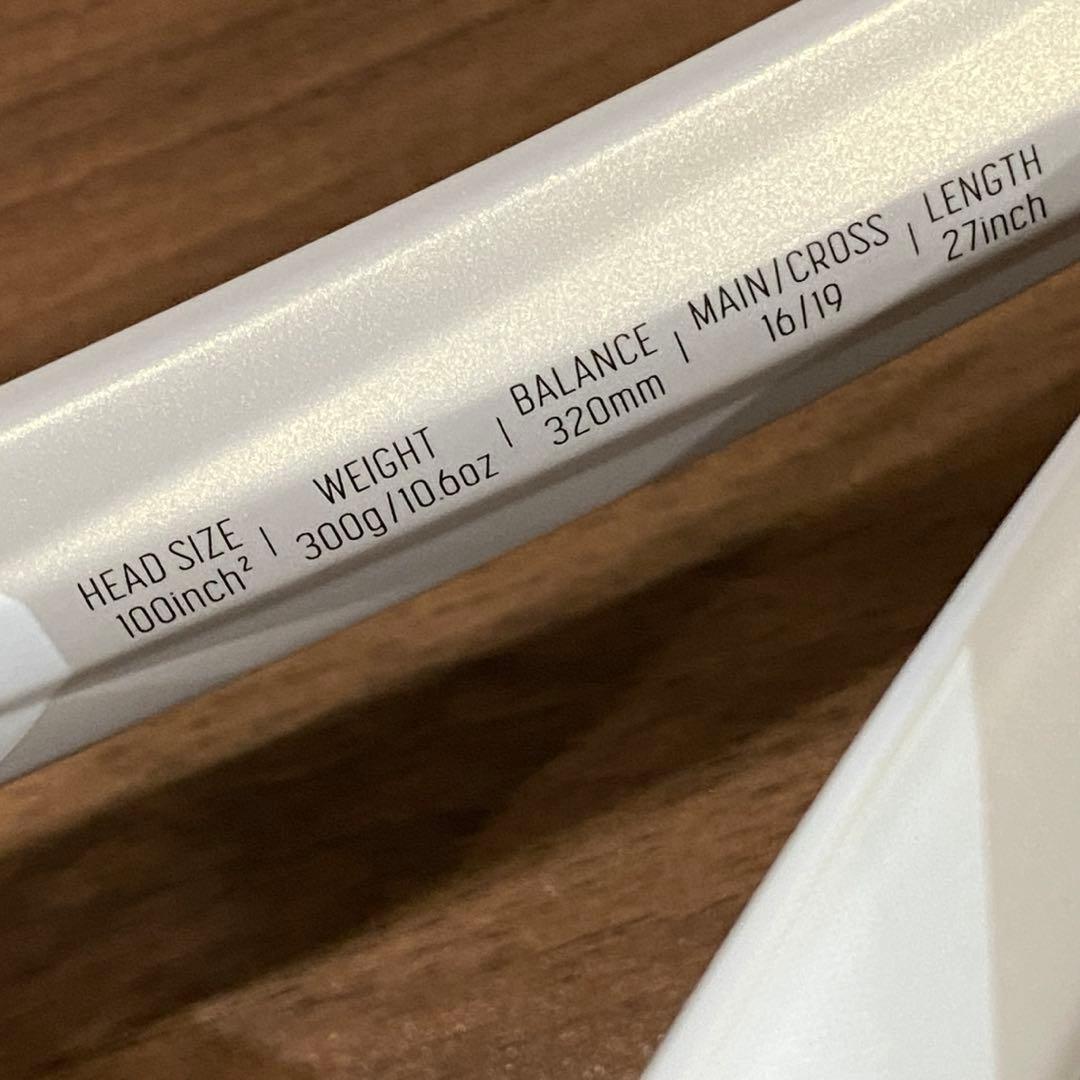 HEAD SIZE | WEIGHT | BALANCE | MAIN/CROSS | LENGTH
100inch² 300g/10.6oz 320mm 16/19 27inch